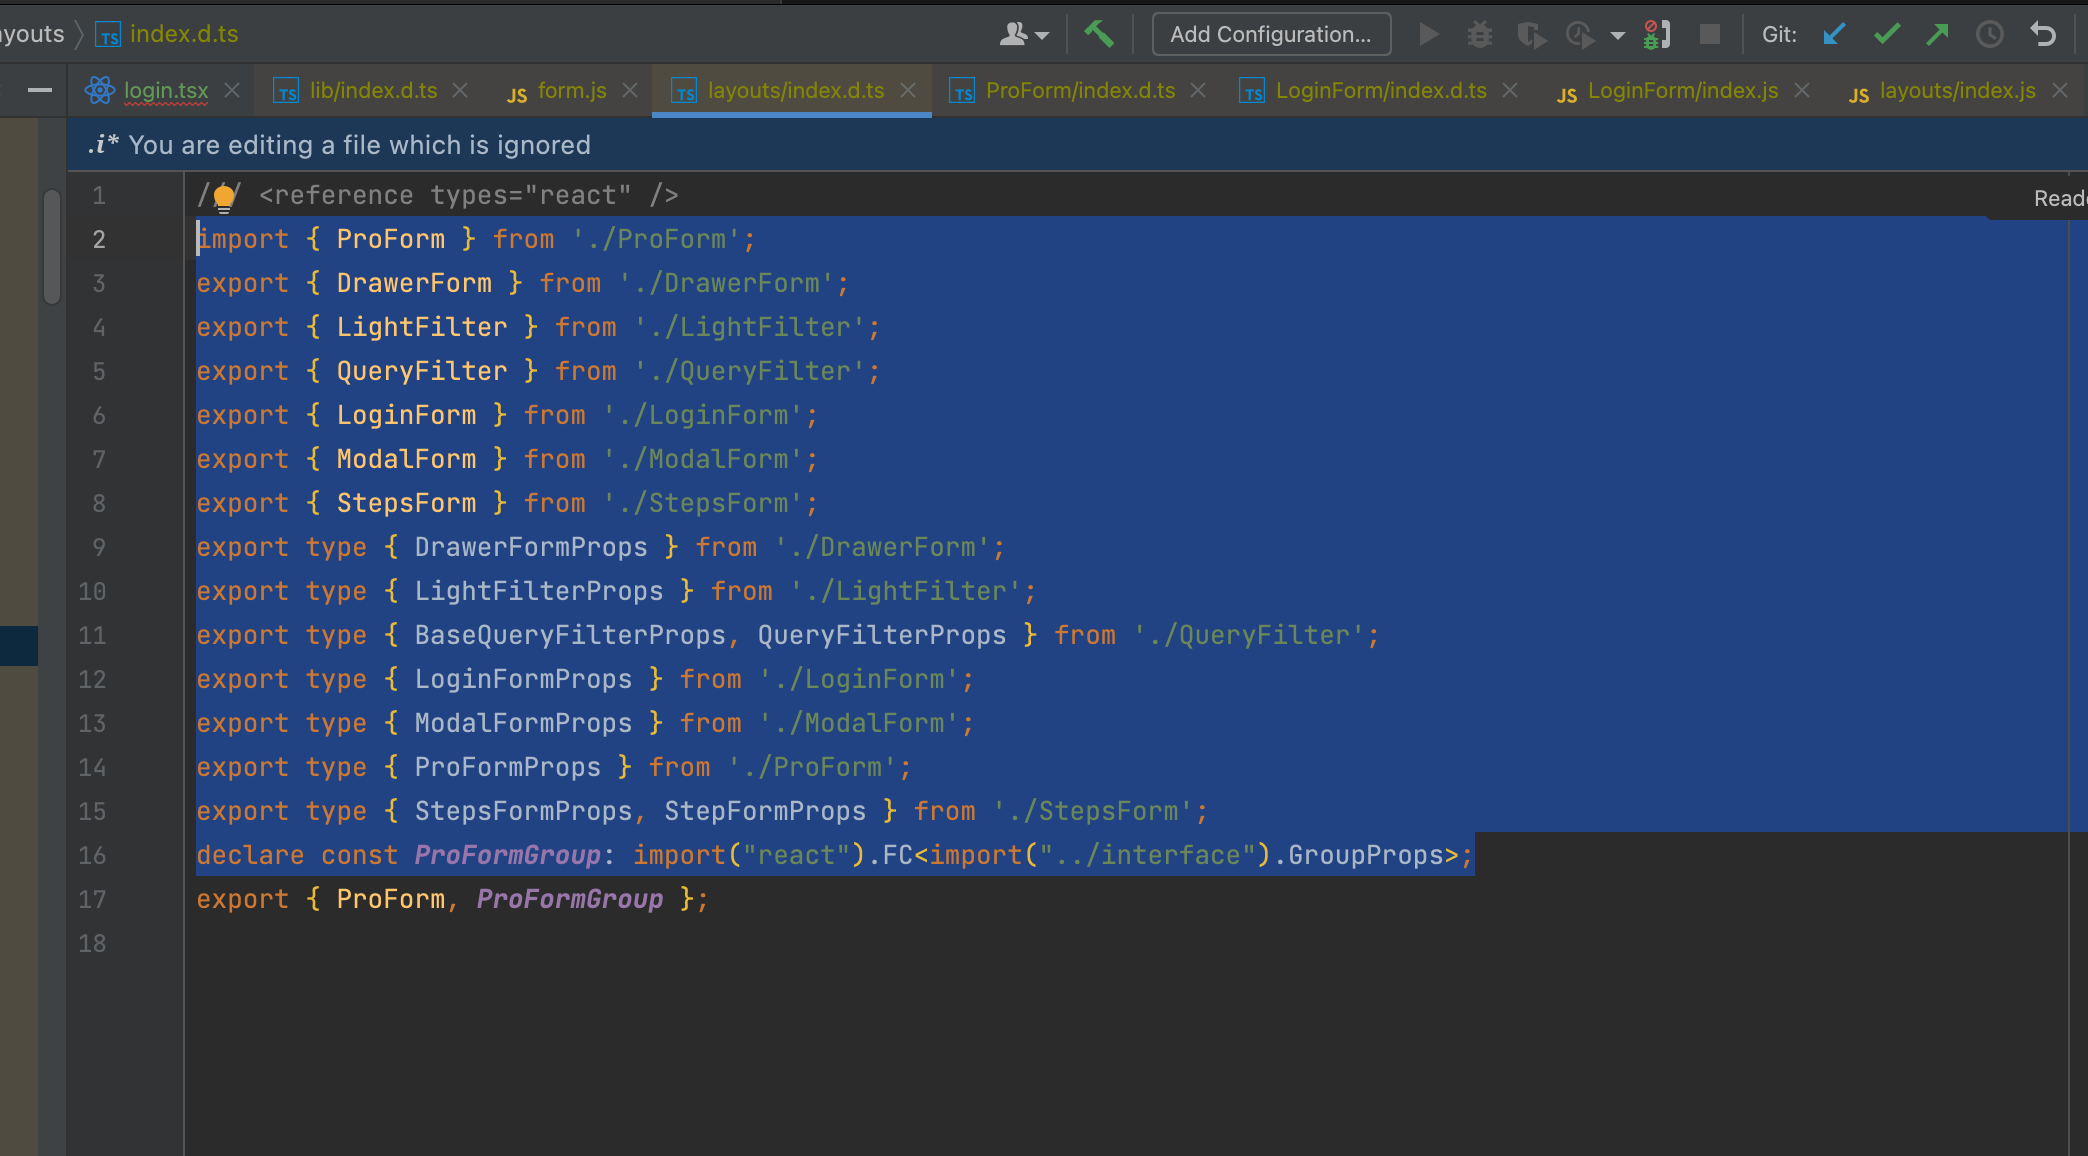 index.d.ts
Add Configuration...
Git:
login.tsx
TS lib/index.d.ts
JS form.js
TS layouts/index.d.ts
TS ProForm/index.d.ts
TS LoginForm/index.d.ts
JS LoginForm/index.js
JS layouts/index.js
.i* You are editing a file which is ignored
1 /// <reference types="react" />
2 import { ProForm } from './ProForm';
3 export { DrawerForm } from './DrawerForm';
4 export { LightFilter } from './LightFilter';
5 export { QueryFilter } from './QueryFilter';
6 export { LoginForm } from './LoginForm';
7 export { ModalForm } from './ModalForm';
8 export { StepsForm } from './StepsForm';
9 export type { DrawerFormProps } from './DrawerForm';
10 export type { LightFilterProps } from './LightFilter';
11 export type { BaseQueryFilterProps, QueryFilterProps } from './QueryFilter';
12 export type { LoginFormProps } from './LoginForm';
13 export type { ModalFormProps } from './ModalForm';
14 export type { ProFormProps } from './ProForm';
15 export type { StepsFormProps, StepFormProps } from './StepsForm';
16 declare const ProFormGroup: import("react").FC<import("../interface").GroupProps>;
17 export { ProForm, ProFormGroup };
18